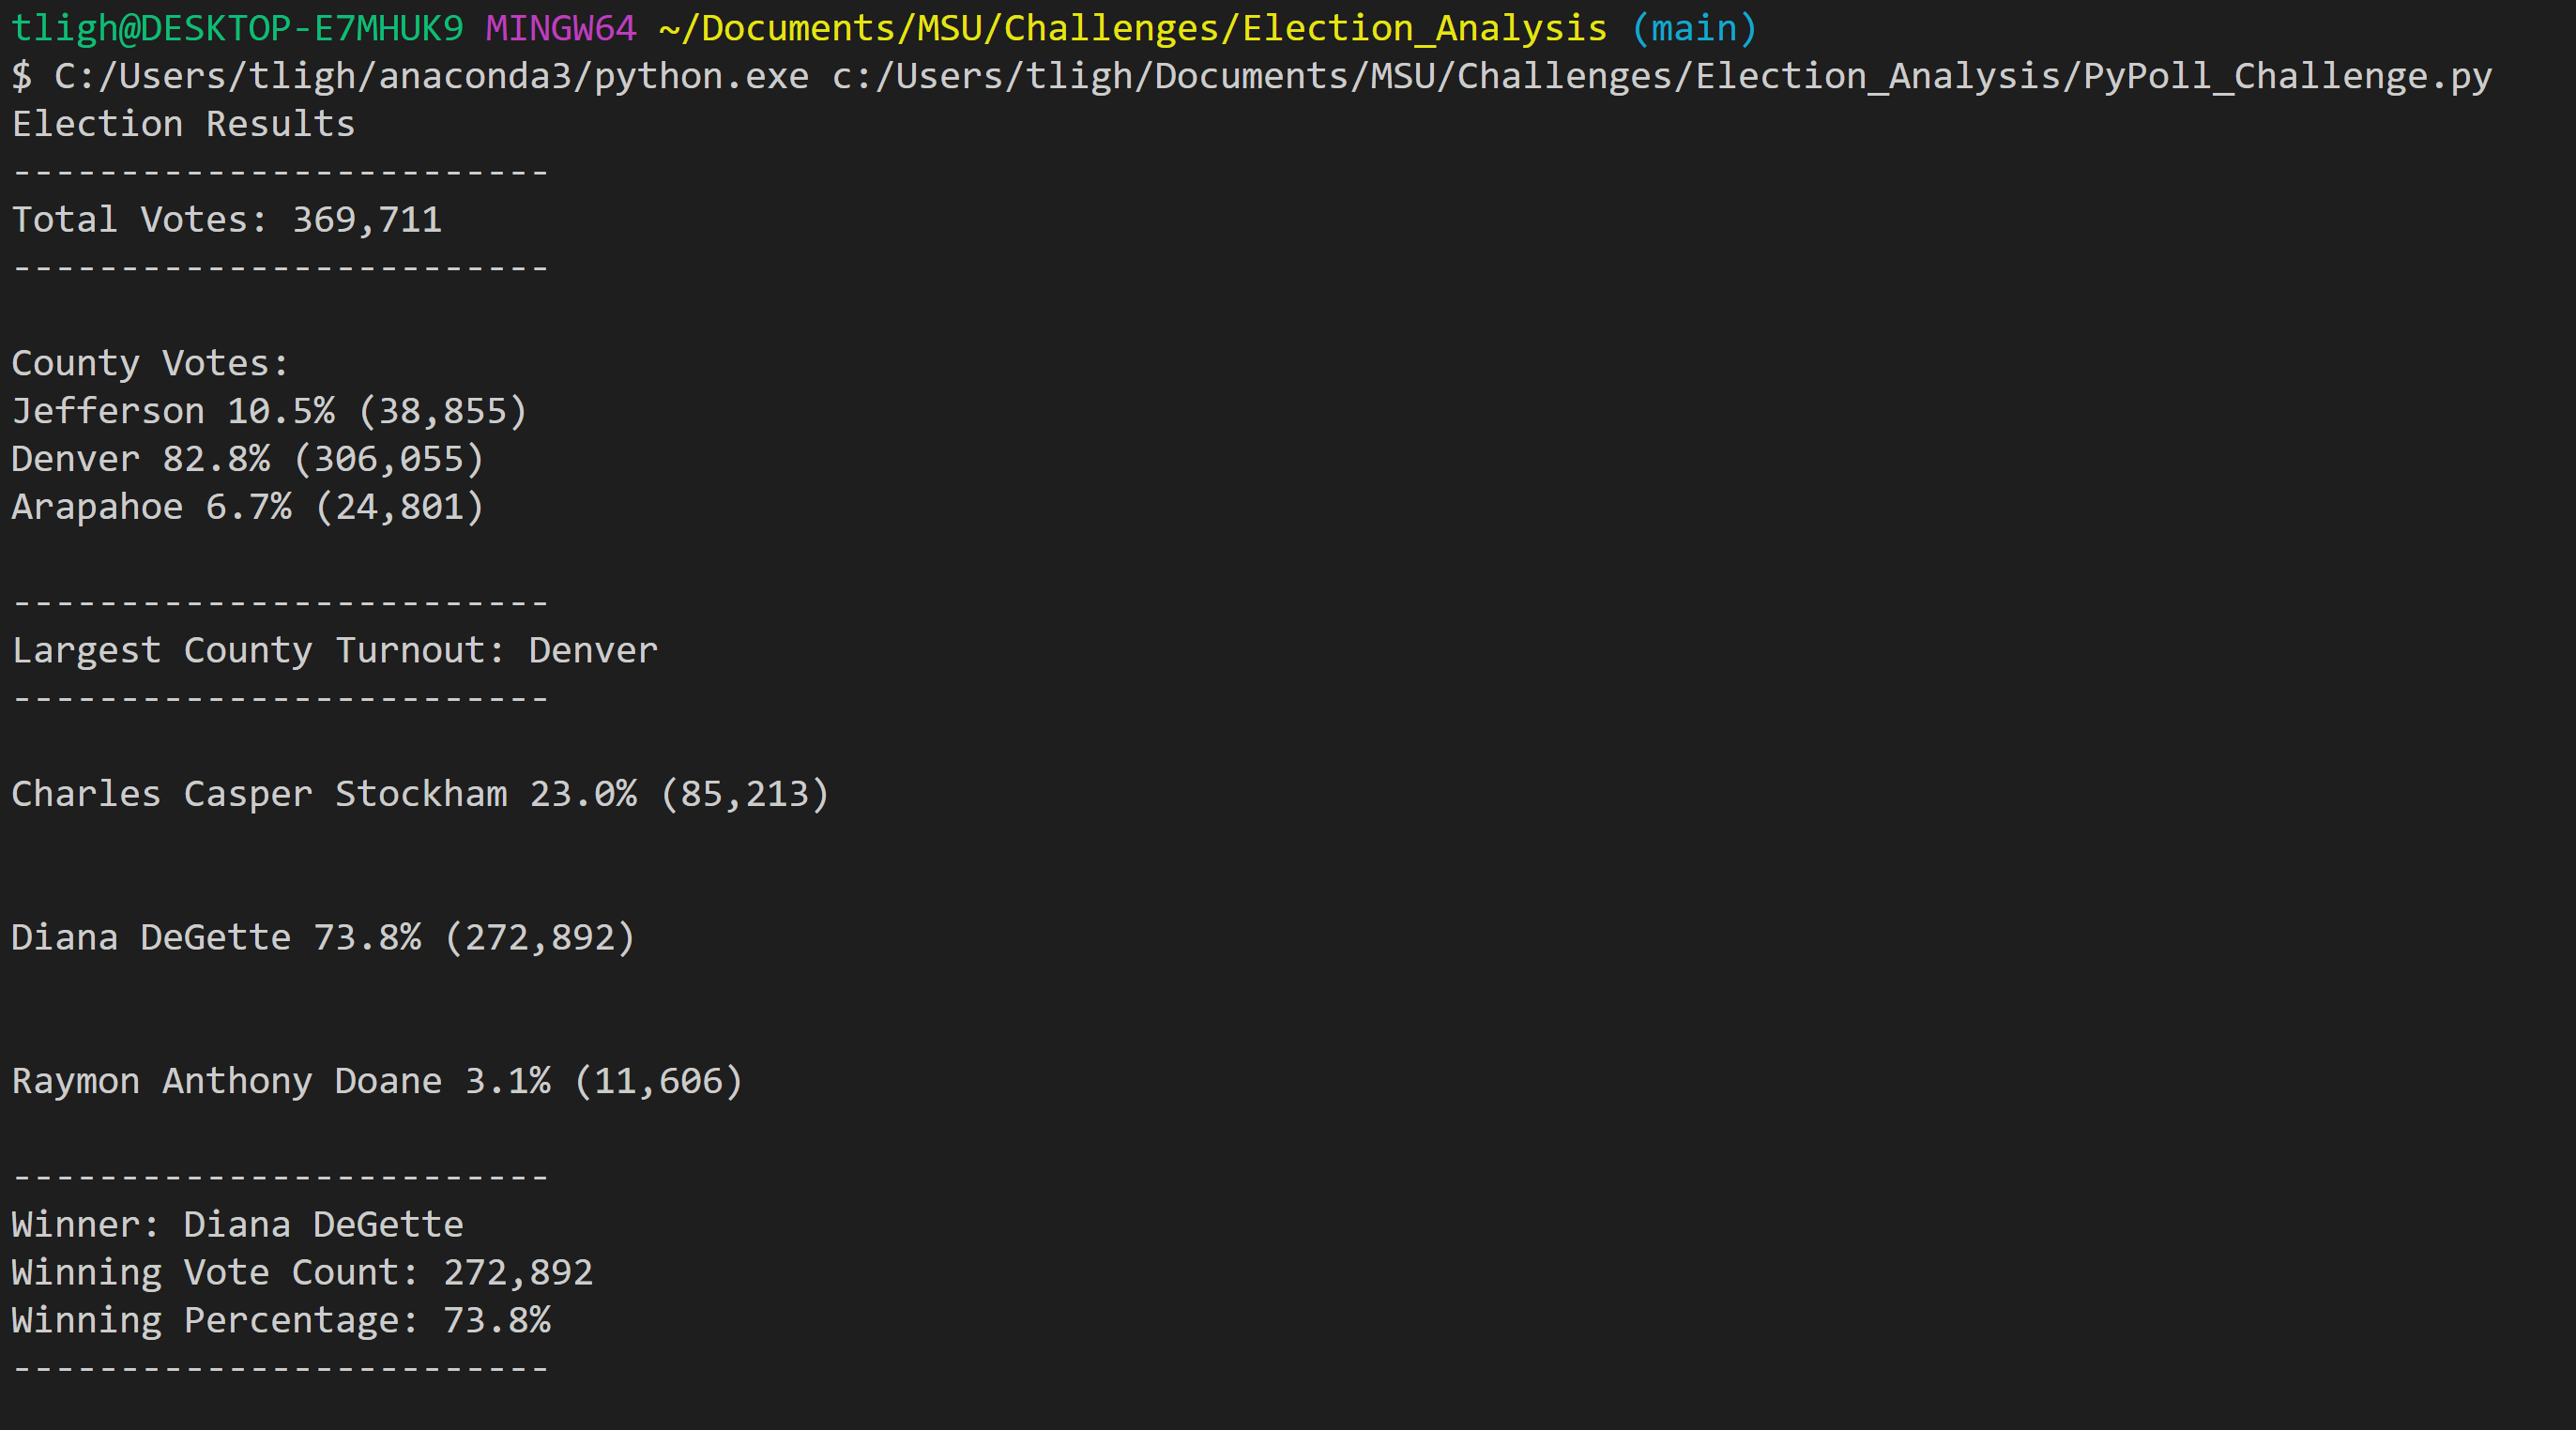 tligh@DESKTOP-E7MHUK9 MINGW64 ~/Documents/MSU/Challenges/Election_Analysis (main)
$ C:/Users/tligh/anaconda3/python.exe c:/Users/tligh/Documents/MSU/Challenges/Election_Analysis/PyPoll_Challenge.py
Election Results
-------------------------
Total Votes: 369,711
-------------------------
County Votes:
Jefferson 10.5% (38,855)
Denver 82.8% (306,055)
Arapahoe 6.7% (24,801)
-------------------------
Largest County Turnout: Denver
-------------------------
Charles Casper Stockham 23.0% (85,213)
Diana DeGette 73.8% (272,892)
Raymon Anthony Doane 3.1% (11,606)
-------------------------
Winner: Diana DeGette
Winning Vote Count: 272,892
Winning Percentage: 73.8%
-------------------------